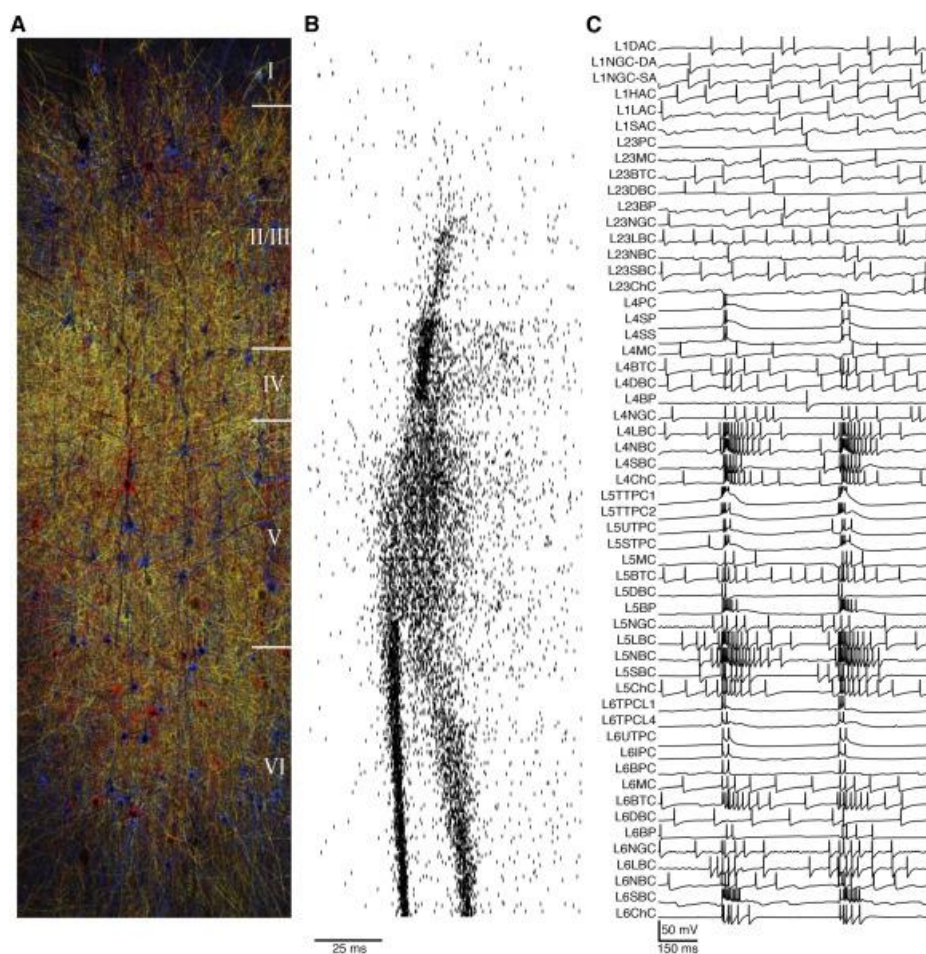 A
B
C
I
II/III
IV
V
VI
25 ms
L1DAC
L1NGC-DA
L1NGC-SA
L1HAC
L1LAC
L1SAC
L23PC
L23MC
L23BTC
L23DBC
L23BP
L23NGC
L23LBC
L23NBC
L23SBC
L23ChC
L4PC
L4SP
L4SS
L4MC
L4BTC
L4DBC
L4BP
L4NGC
L4LBC
L4NBC
L4SBC
L4ChC
L5TTPC1
L5TTPC2
L5UTPC
L5STPC
L5MC
L5BTC
L5DBC
L5BP
L5NGC
L5LBC
L5NBC
L5SBC
L5ChC
L6TPCL1
L6TPCL4
L6UTPC
L6IPC
L6BPC
L6MC
L6BTC
L6DBC
L6BP
L6NGC
L6LBC
L6NBC
L6SBC
L6ChC
50 mV
150 ms